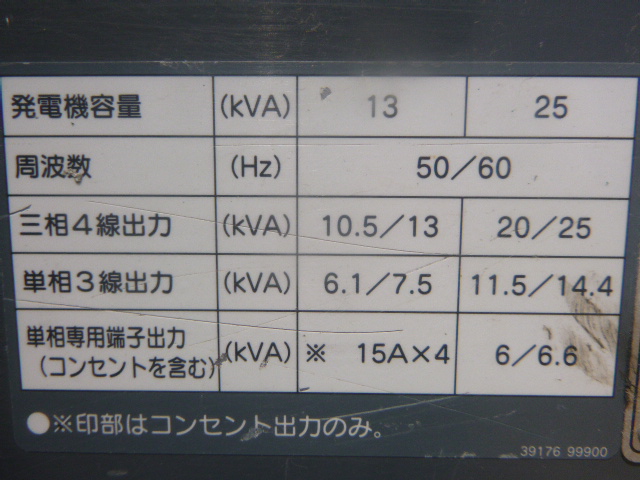 発電機容量 (kVA) 13 25
周波数 (Hz) 50/60
三相4線出力 (kVA) 10.5/13 20/25
単相3線出力 (kVA) 6.1/7.5 11.5/14.4
単相専用端子出力
(コンセントを含む) (kVA) ※ 15A×4 6/6.6
●※印部はコンセント出力のみ。
39176 99900